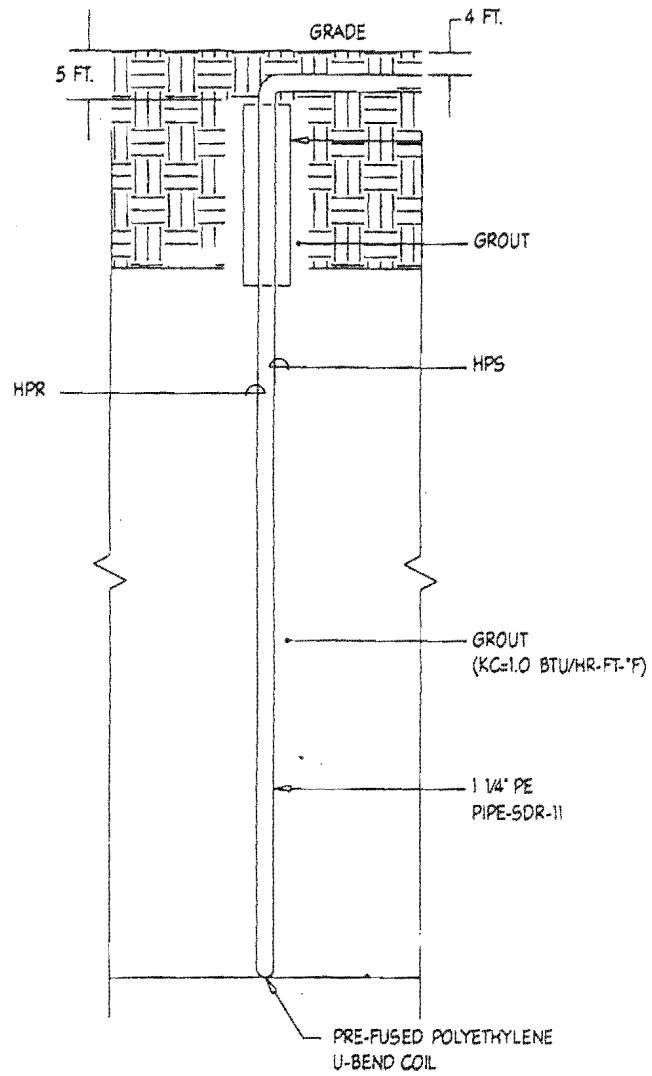 4 FT.
GRADE
5 FT.
GROUT
HPS
HPR
GROUT
(KC=1.0 BTU/HR-FT-°F)
1 1/4" PE
PIPE-SDR-11
PRE-FUSED POLYETHYLENE
U-BEND COIL